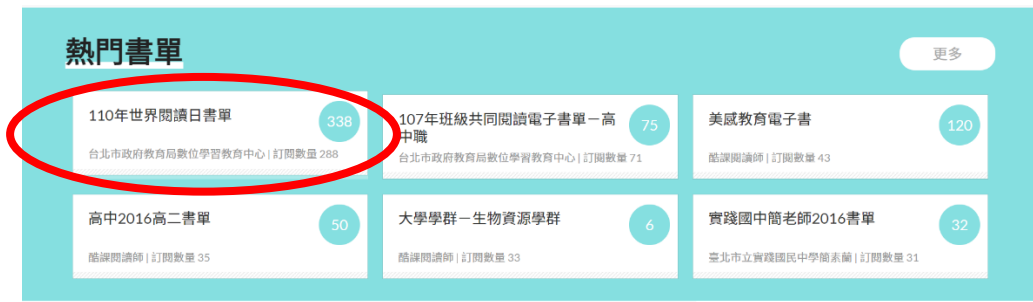 熱門書單
更多
110年世界閱讀日書單
338
台北市政府教育局數位學習教育中心 | 訂閱數量 288
107年班級共同閱讀電子書單－高
中職
75
台北市政府教育局數位學習教育中心 | 訂閱數量 71
美感教育電子書
120
酷課閱讀師 | 訂閱數量 43
高中2016高二書單
50
酷課閱讀師 | 訂閱數量 35
大學學群－生物資源學群
6
酷課閱讀師 | 訂閱數量 33
實踐國中簡老師2016書單
32
臺北市立實踐國民中學簡素蘭 | 訂閱數量 31